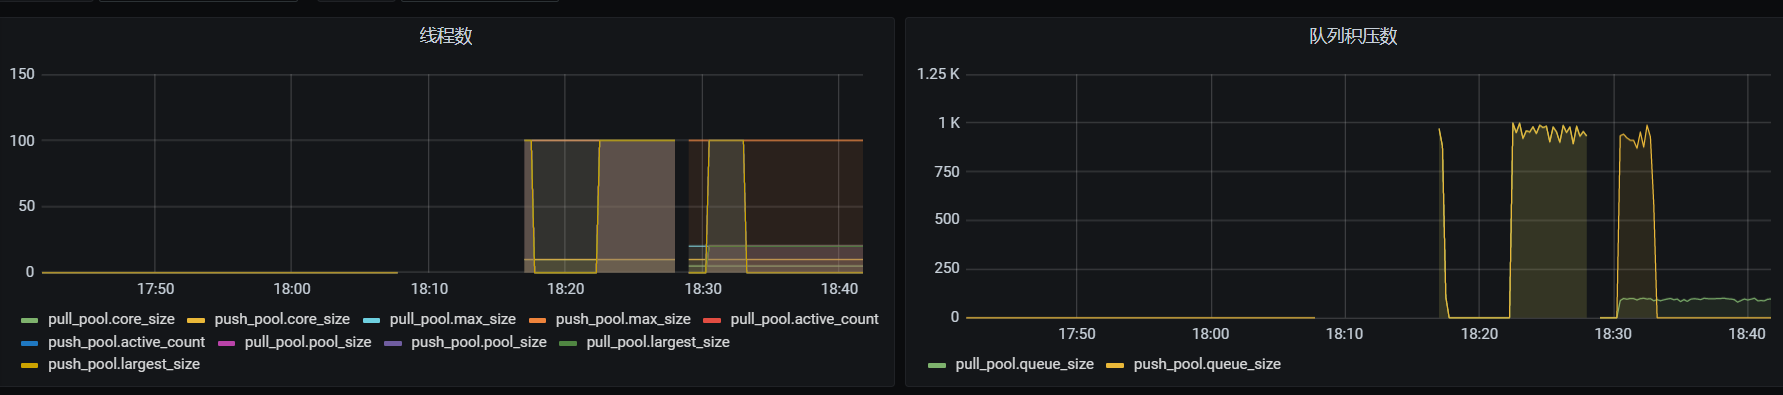 线程数
150
100
50
0
17:50 18:00 18:10 18:20 18:30 18:40
pull_pool.core_size push_pool.core_size pull_pool.max_size push_pool.max_size pull_pool.active_count
push_pool.active_count pull_pool.pool_size push_pool.pool_size pull_pool.largest_size
push_pool.largest_size
队列积压数
1.25 K
1 K
750
500
250
0
17:50 18:00 18:10 18:20 18:30 18:40
pull_pool.queue_size push_pool.queue_size